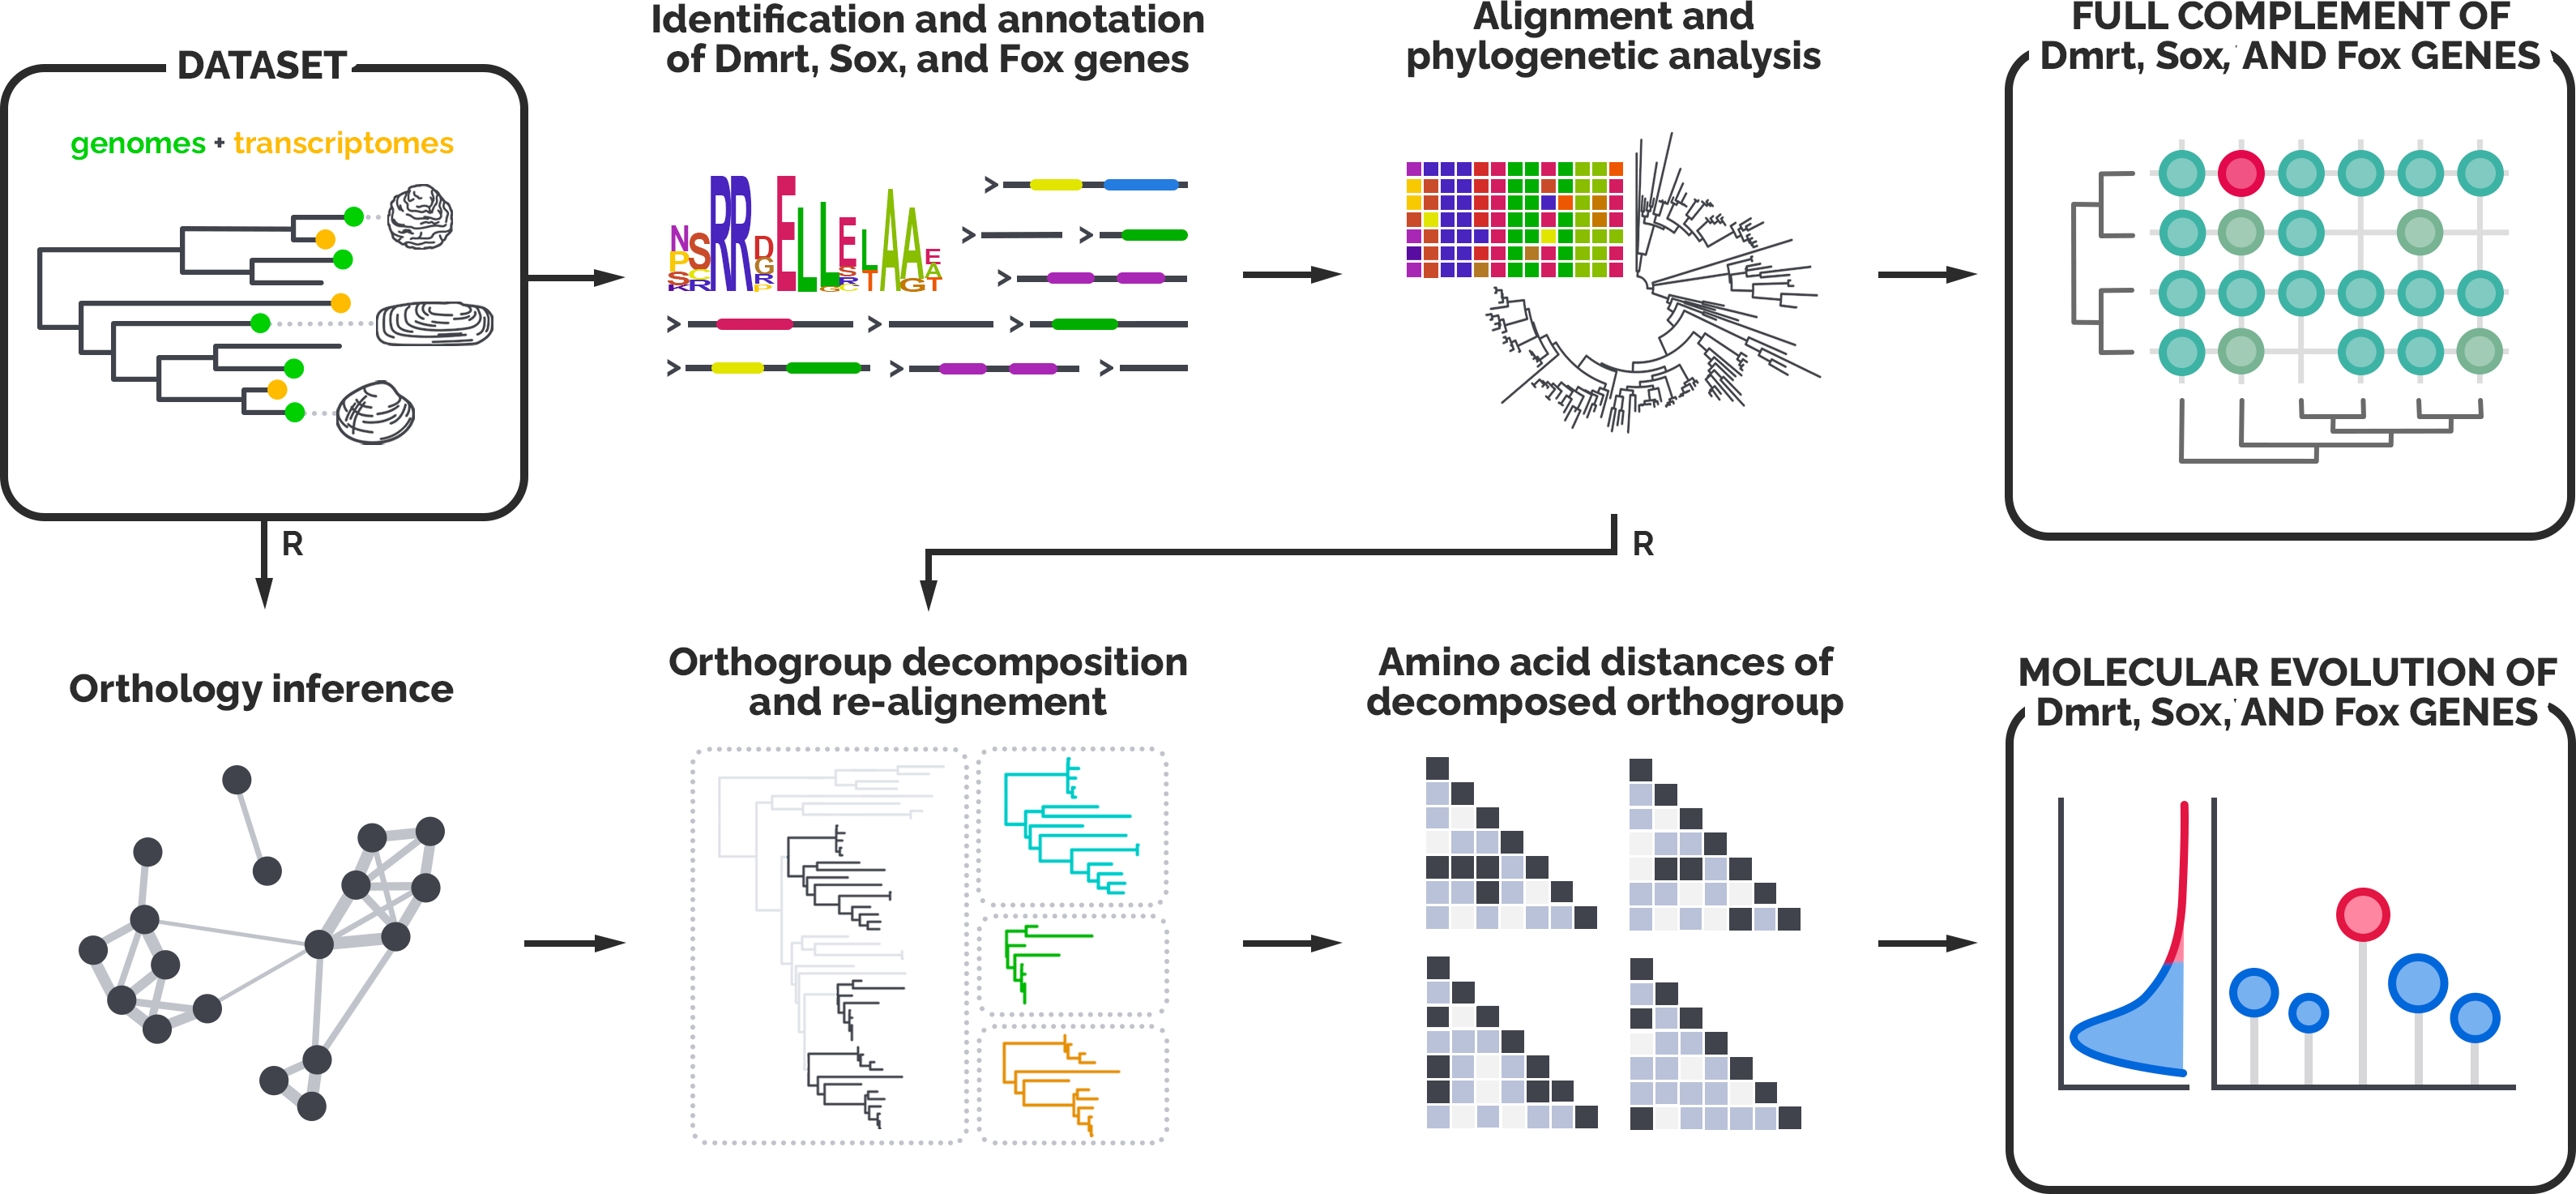 DATASET
genomes + transcriptomes
Identification and annotation
of Dmrt, Sox, and Fox genes
NSRRDELLELAAE
Alignment and
phylogenetic analysis
FULL COMPLEMENT OF
Dmrt, Sox, AND Fox GENES
R
R
Orthology inference
Orthogroup decomposition
and re-alignement
Amino acid distances of
decomposed orthogroup
MOLECULAR EVOLUTION OF
Dmrt, Sox, AND Fox GENES